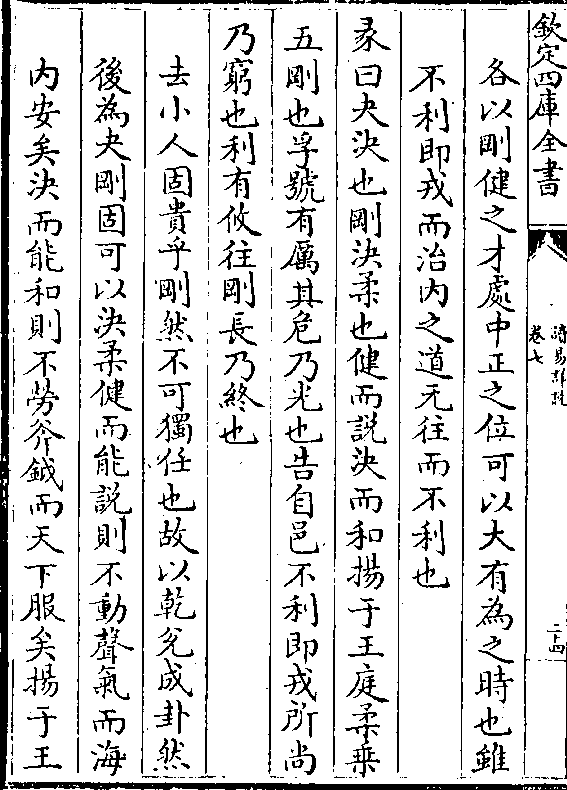 欽定四庫全書
讀易詳說
卷七
二十四
各以剛健之才處中正之位可以大有為之時也雖
不利即戎而治内之道无往而不利也
彖曰夬決也剛決柔也健而説決而和揚于王庭柔乗
五剛也孚號有厲其危乃光也告自邑不利即戎所尚
乃窮也利有攸往剛長乃終也
去小人固貴乎剛然不可獨任也故以乾兌成卦然
後為夬剛固可以決柔健而能説則不動聲氣而海
内安矣決而能和則不勞斧鉞而天下服矣揚于王